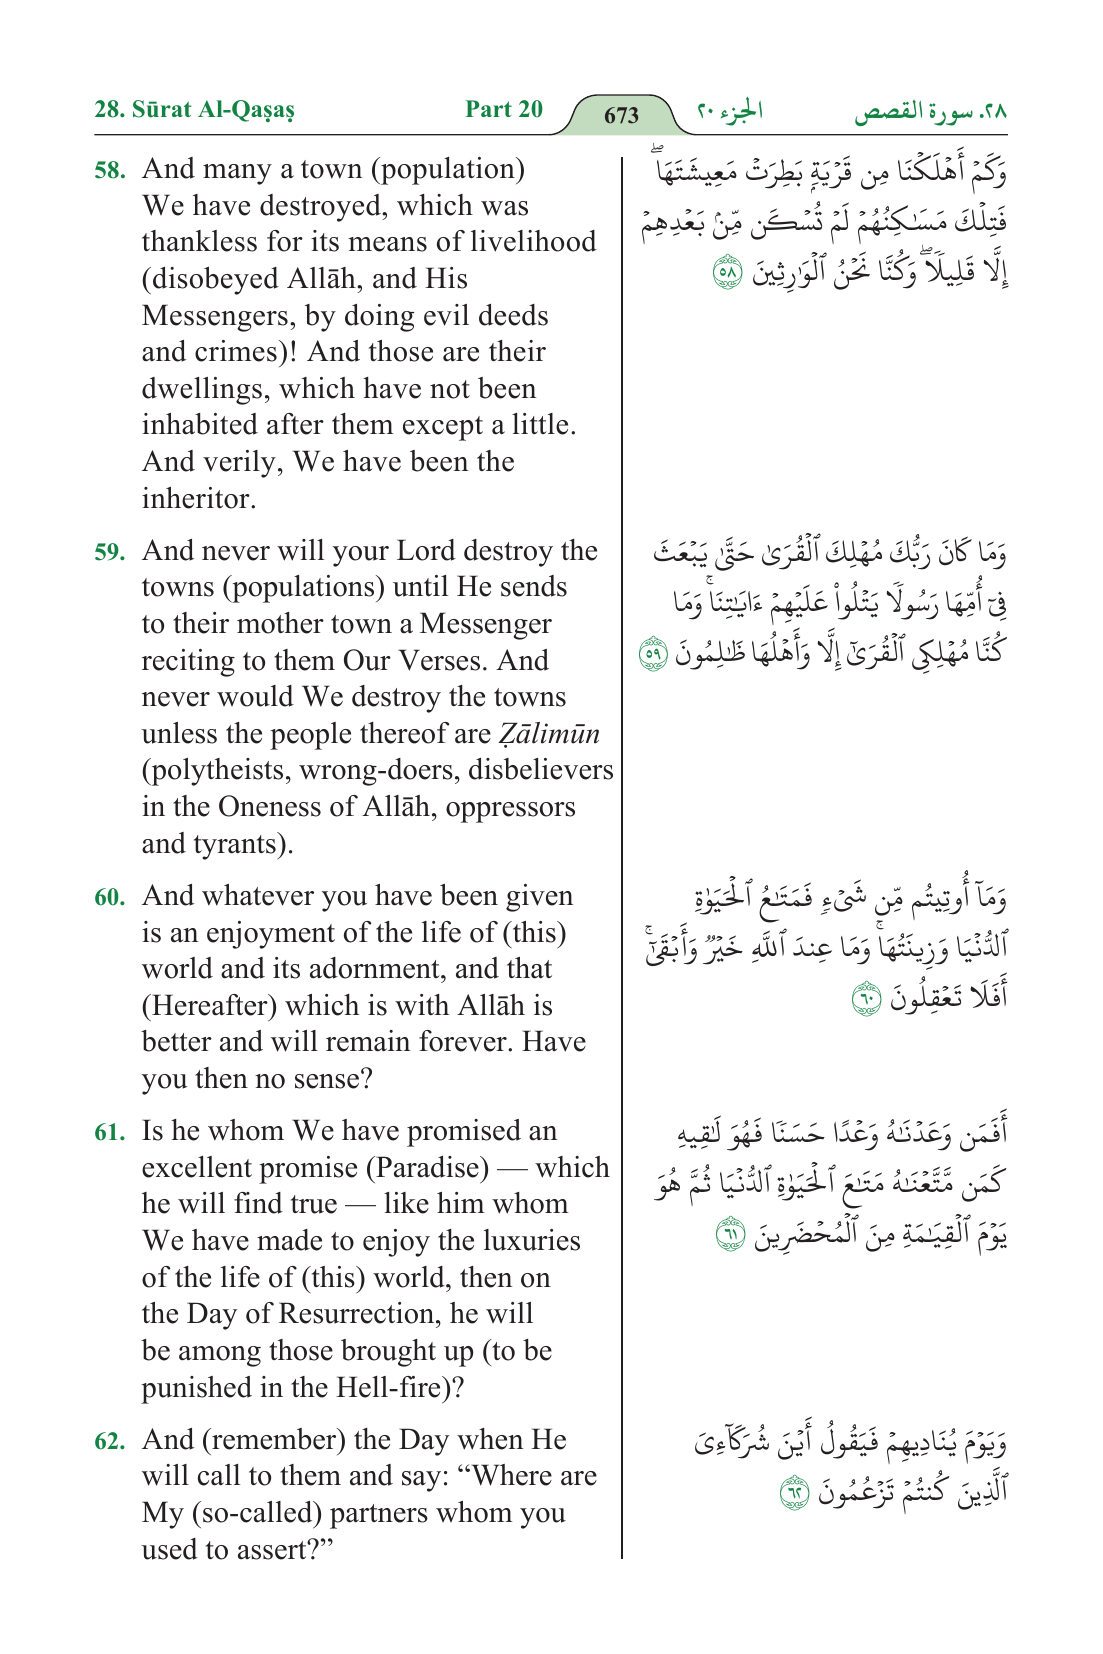 28. Sūrat Al-Qaṣaṣ Part 20 673 الجزء ٢٠ ٢٨. سورة القصص
58. And many a town (population)
We have destroyed, which was
thankless for its means of livelihood
(disobeyed Allāh, and His
Messengers, by doing evil deeds
and crimes)! And those are their
dwellings, which have not been
inhabited after them except a little.
And verily, We have been the
inheritor.
وَكَمۡ أَهۡلَكۡنَا مِن قَرۡيَةِۭ بَطِرَتۡ مَعِيشَتَهَاۖ
فَتِلۡكَ مَسَٰكِنُهُمۡ لَمۡ تُسۡكَن مِّنۢ بَعۡدِهِمۡ
إِلَّا قَلِيلٗاۖ وَكُنَّا نَحۡنُ ٱلۡوَٰرِثِينَ ٥٨
59. And never will your Lord destroy the
towns (populations) until He sends
to their mother town a Messenger
reciting to them Our Verses. And
never would We destroy the towns
unless the people thereof are Ẓālimūn
(polytheists, wrong-doers, disbelievers
in the Oneness of Allāh, oppressors
and tyrants).
وَمَا كَانَ رَبُّكَ مُهۡلِكَ ٱلۡقُرَىٰ حَتَّىٰ يَبۡعَثَ
فِيٓ أُمِّهَا رَسُولٗا يَتۡلُواْ عَلَيۡهِمۡ ءَايَٰتِنَاۚ وَمَا
كُنَّا مُهۡلِكِي ٱلۡقُرَىٰٓ إِلَّا وَأَهۡلُهَا ظَٰلِمُونَ ٥٩
60. And whatever you have been given
is an enjoyment of the life of (this)
world and its adornment, and that
(Hereafter) which is with Allāh is
better and will remain forever. Have
you then no sense?
وَمَآ أُوتِيتُم مِّن شَيۡءٖ فَمَتَٰعُ ٱلۡحَيَوٰةِ
ٱلدُّنۡيَا وَزِينَتُهَاۚ وَمَا عِندَ ٱللَّهِ خَيۡرٞ وَأَبۡقَىٰٓۚ
أَفَلَا تَعۡقِلُونَ ٦٠
61. Is he whom We have promised an
excellent promise (Paradise) — which
he will find true — like him whom
We have made to enjoy the luxuries
of the life of (this) world, then on
the Day of Resurrection, he will
be among those brought up (to be
punished in the Hell-fire)?
أَفَمَن وَعَدۡنَٰهُ وَعۡدًا حَسَنٗا فَهُوَ لَٰقِيهِ
كَمَن مَّتَّعۡنَٰهُ مَتَٰعَ ٱلۡحَيَوٰةِ ٱلدُّنۡيَا ثُمَّ هُوَ
يَوۡمَ ٱلۡقِيَٰمَةِ مِنَ ٱلۡمُحۡضَرِينَ ٦١
62. And (remember) the Day when He
will call to them and say: “Where are
My (so-called) partners whom you
used to assert?”
وَيَوۡمَ يُنَادِيهِمۡ فَيَقُولُ أَيۡنَ شُرَكَآءِيَ
ٱلَّذِينَ كُنتُمۡ تَزۡعُمُونَ ٦٢